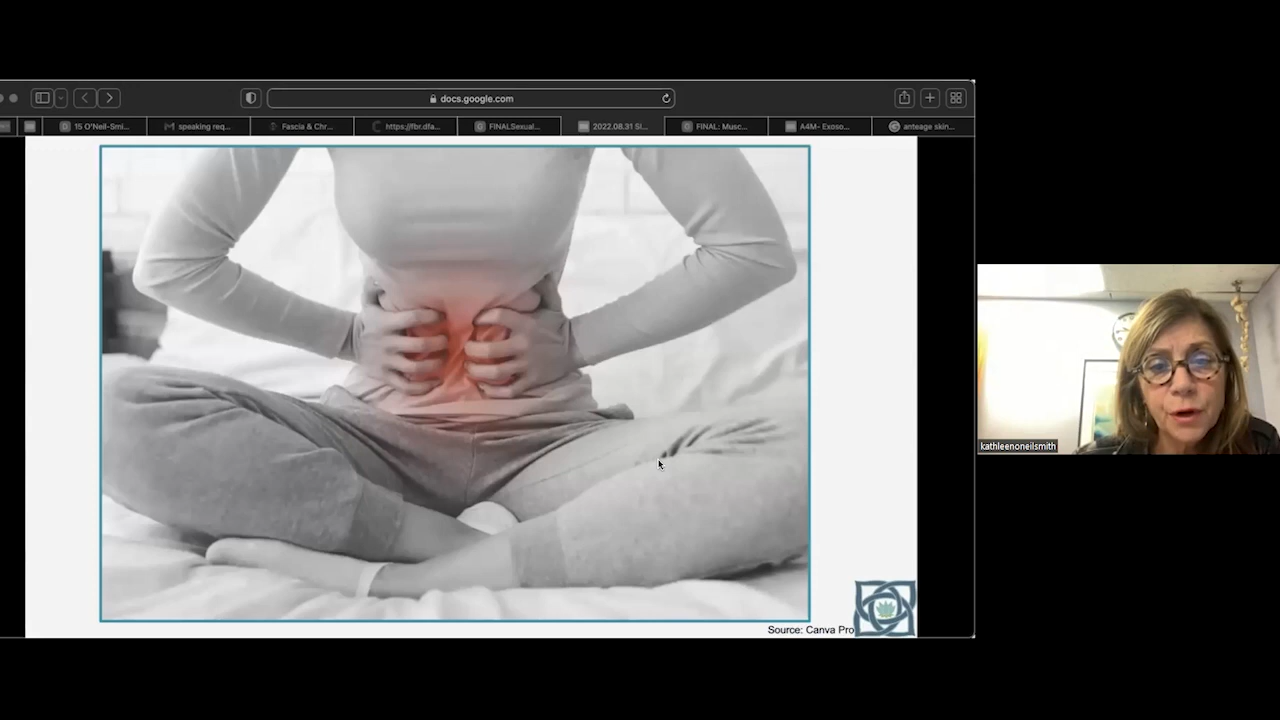 docs.google.com
15 O'Neil-Smi...
speaking req...
Fascia & Chr...
https://fbr.dfa...
FINALSexual...
2022.08.31 Sl...
FINAL: Musc...
A4M- Exoso...
anteage skin...
kathleenoneilsmith
Source: Canva Pro